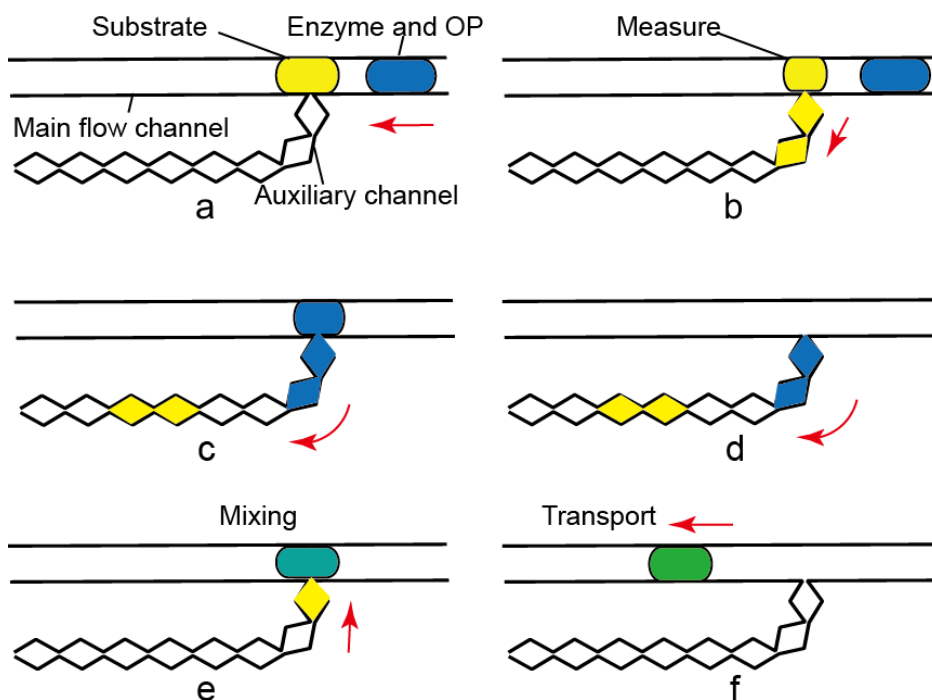 Substrate
Enzyme and OP
Measure
Main flow channel
Auxiliary channel
a
b
c
d
Mixing
Transport
e
f